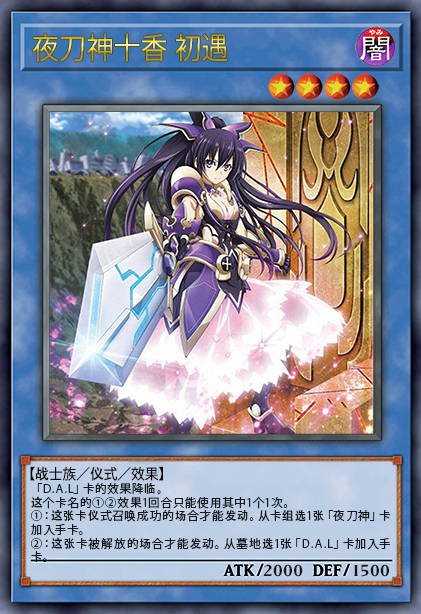 夜刀神十香 初遇
やみ
闇
【战士族／仪式／效果】
「D.A.L」卡的效果降临。
这个卡名的①②效果1回合只能使用其中1个1次。
①：这张卡仪式召唤成功的场合才能发动。从卡组选1张「夜刀神」卡
加入手卡。
②：这张卡被解放的场合才能发动。从墓地选1张「D.A.L」卡加入手
卡。
ATK/2000 DEF/1500